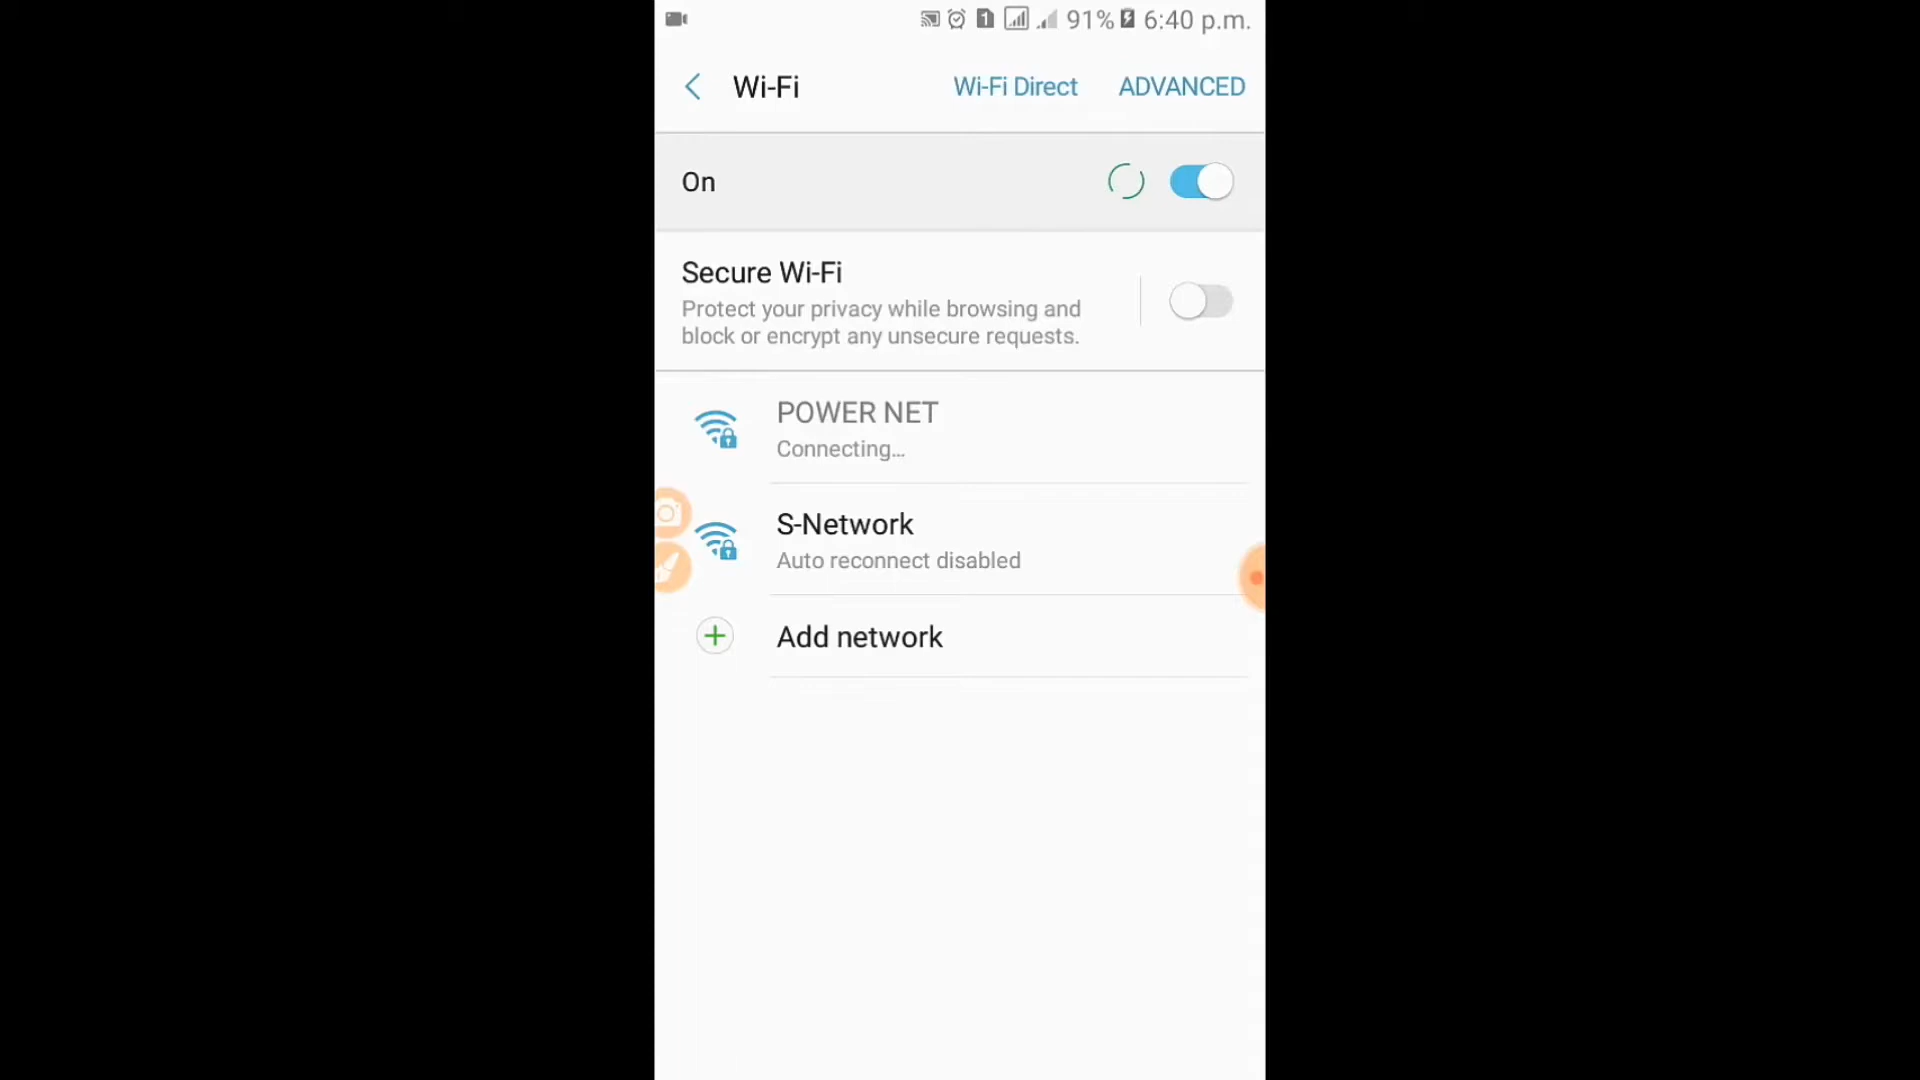 1 91% 6:40 p.m.
Wi-Fi Wi-Fi Direct ADVANCED
On
Secure Wi-Fi
Protect your privacy while browsing and
block or encrypt any unsecure requests.
POWER NET
Connecting...
S-Network
Auto reconnect disabled
Add network